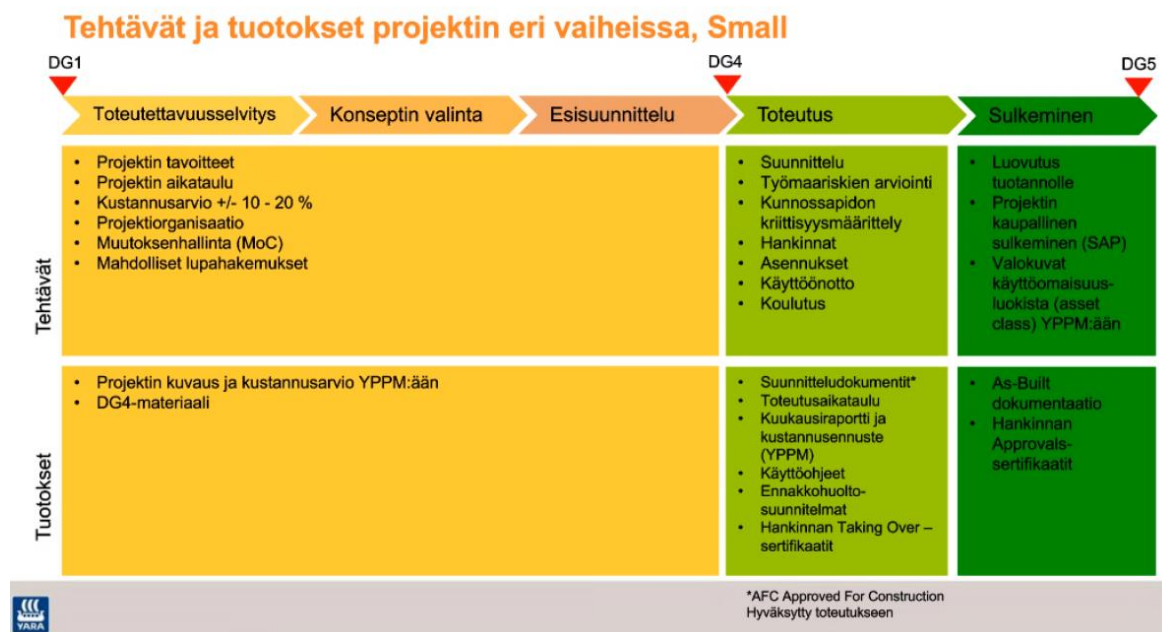 Tehtävät ja tuotokset projektin eri vaiheissa, Small
DG1
DG4
DG5
Toteutettavuusselvitys
Konseptin valinta
Esisuunnittelu
Toteutus
Sulkeminen
Tehtävät
• Projektin tavoitteet
• Projektin aikataulu
• Kustannusarvio +/- 10 - 20 %
• Projektiorganisaatio
• Muutoksenhallinta (MoC)
• Mahdolliset lupahakemukset
• Suunnittelu
• Työmaariskien arviointi
• Kunnossapidon
kriittisyysmäärittely
• Hankinnat
• Asennukset
• Käyttöönotto
• Koulutus
• Luovutus
tuotannolle
• Projektin
kaupallinen
sulkeminen (SAP)
• Valokuvat
käyttöomaisuus-
luokista (asset
class) YPPM:ään
Tuotokset
• Projektin kuvaus ja kustannusarvio YPPM:ään
• DG4-materiaali
• Suunnitteludokumentit*
• Toteutusaikataulu
• Kuukausiraportti ja
kustannusennuste
(YPPM)
• Käyttöohjeet
• Ennakkohuolto-
suunnitelmat
• Hankinnan Taking Over –
sertifikaatit
• As-Built
dokumentaatio
• Hankinnan
Approvals-
sertifikaatit
*AFC Approved For Construction
Hyväksytty toteutukseen
YARA